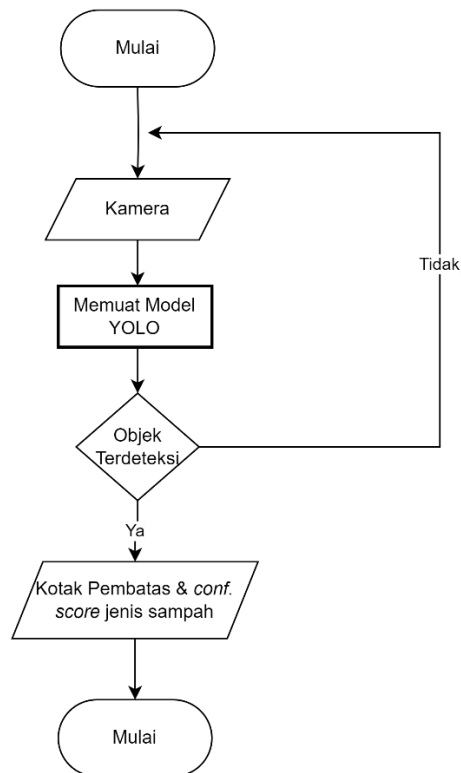 Mulai
Kamera
Tidak
Memuat Model
YOLO
Objek
Terdeteksi
Ya
Kotak Pembatas & conf.
score jenis sampah
Mulai